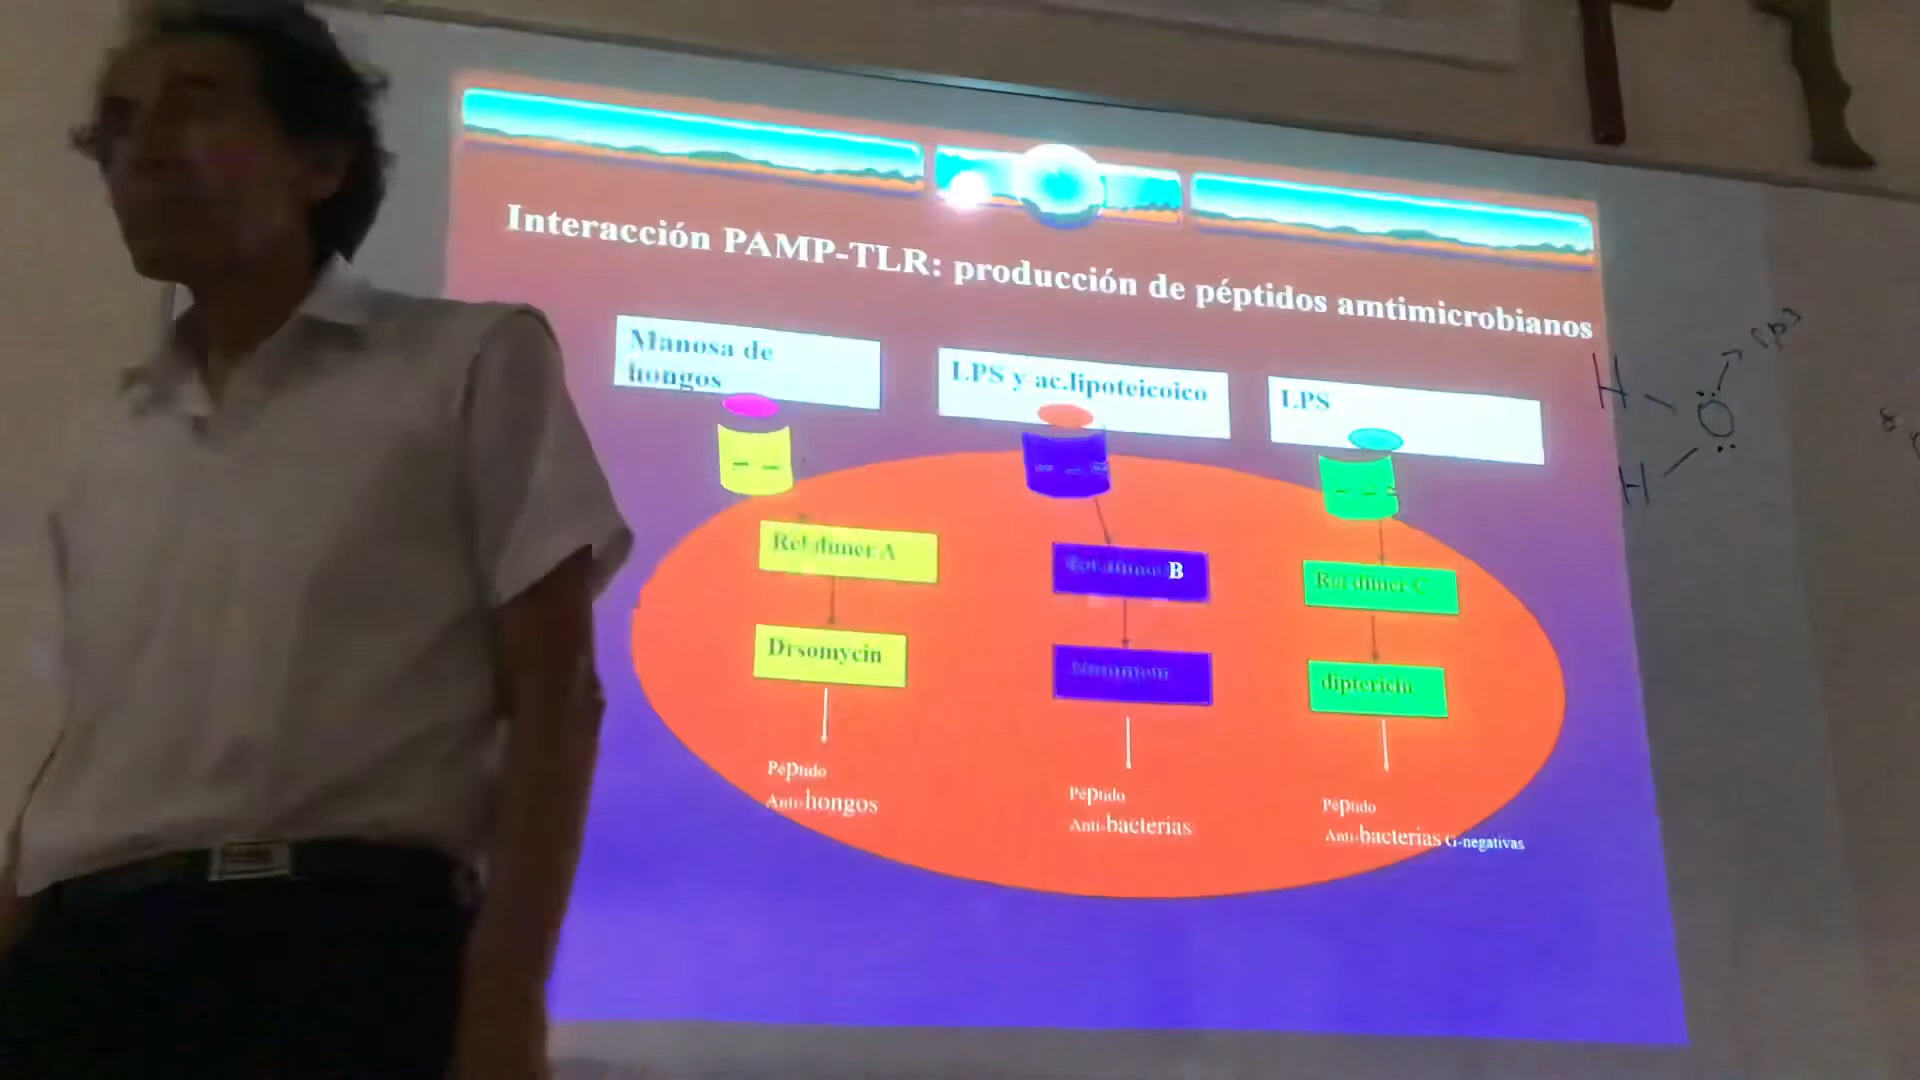 Interacción PAMP-TLR: producción de péptidos amtimicrobianos
Manosa de
hongos
LPS y ac.lipoteicoico
LPS
Rel dimer A
B
Rel dimer C
Drsomycin
diptericin
Peptido
Anti-hongos
Peptido
Anti-bacterias
Peptido
Anti-bacterias G-negativas
H
O
H